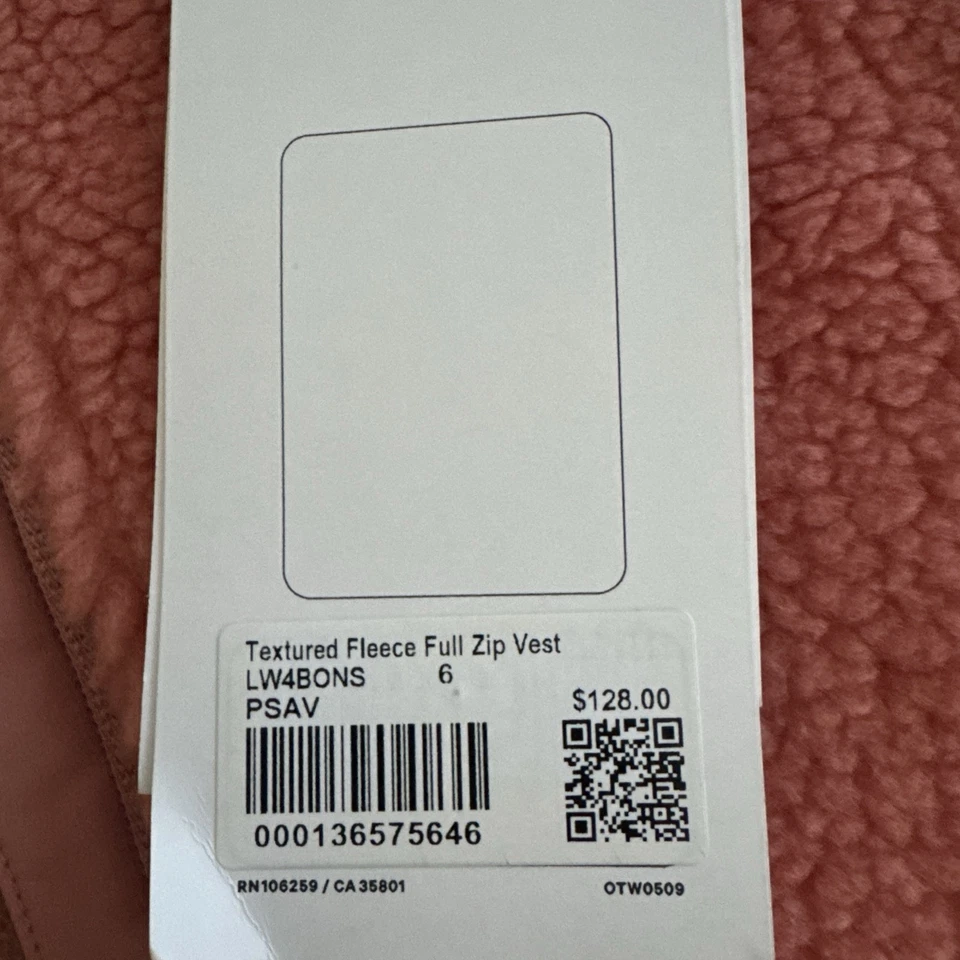 Textured Fleece Full Zip Vest
LW4BONS 6
PSAV $128.00
000136575646
RN106259 / CA 35801 OTW0509